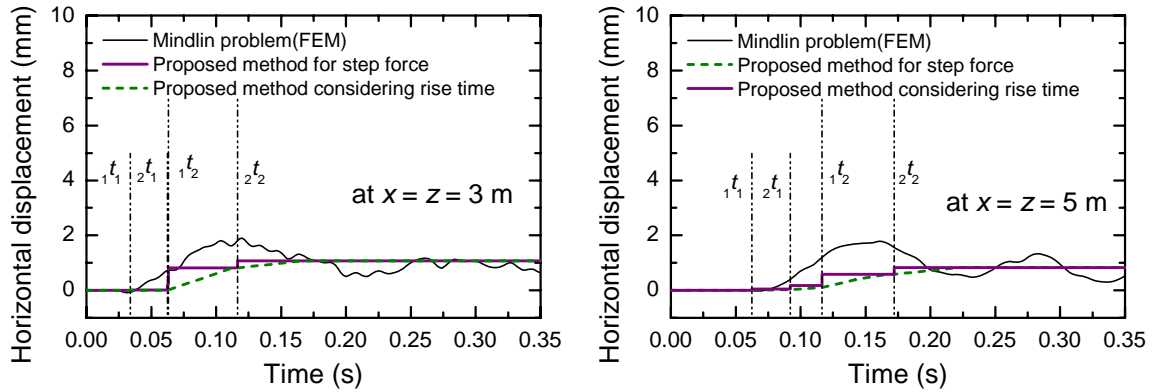 Horizontal displacement (mm)
10
8
6
4
2
0
Mindlin problem(FEM)
Proposed method for step force
Proposed method considering rise time
₁t₁
₂t₁
₁t₂
₂t₂
at x = z = 3 m
0.00 0.05 0.10 0.15 0.20 0.25 0.30 0.35
Time (s)
Horizontal displacement (mm)
10
8
6
4
2
0
Mindlin problem(FEM)
Proposed method for step force
Proposed method considering rise time
₁t₁
₂t₁
₁t₂
₂t₂
at x = z = 5 m
0.00 0.05 0.10 0.15 0.20 0.25 0.30 0.35
Time (s)